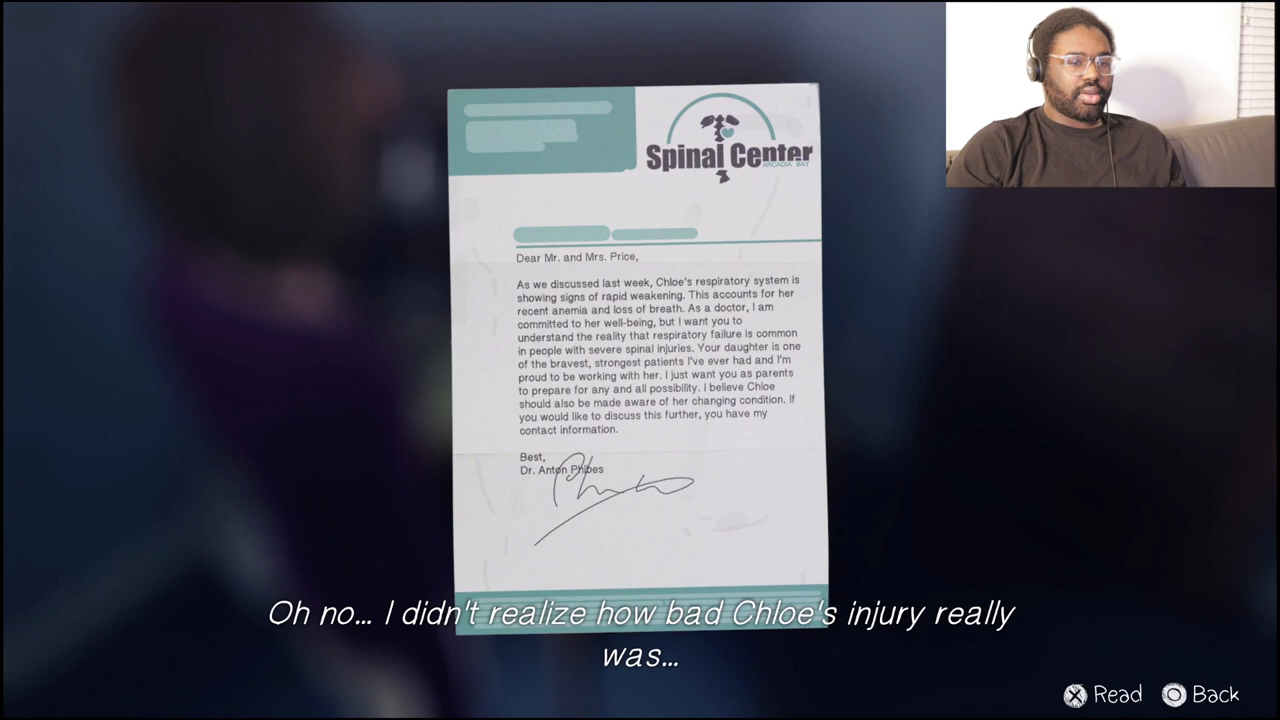 Spinal Center
ARCADIA BAY
Dear Mr. and Mrs. Price,
As we discussed last week, Chloe's respiratory system is
showing signs of rapid weakening. This accounts for her
recent anemia and loss of breath. As a doctor, I am
committed to her well-being, but I want you to
understand the reality that respiratory failure is common
in people with severe spinal injuries. Your daughter is one
of the bravest, strongest patients I've ever had and I'm
proud to be working with her. I just want you as parents
to prepare for any and all possibility. I believe Chloe
should also be made aware of her changing condition. If
you would like to discuss this further, you have my
contact information.
Best,
Dr. Anton Phibes
Oh no... I didn't realize how bad Chloe's injury really
was...
Read Back